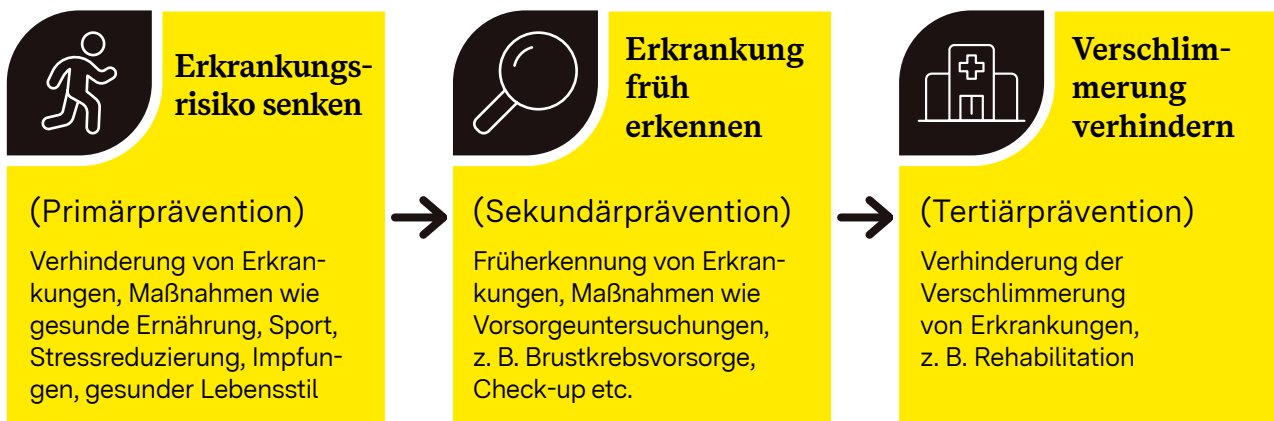 Erkrankungs-
risiko senken
(Primärprävention)
Verhinderung von Erkran-
kungen, Maßnahmen wie
gesunde Ernährung, Sport,
Stressreduzierung, Impfun-
gen, gesunder Lebensstil
Erkrankung
früh
erkennen
(Sekundärprävention)
Früherkennung von Erkran-
kungen, Maßnahmen wie
Vorsorgeuntersuchungen,
z. B. Brustkrebsvorsorge,
Check-up etc.
Verschlim-
merung
verhindern
(Tertiärprävention)
Verhinderung der
Verschlimmerung
von Erkrankungen,
z. B. Rehabilitation